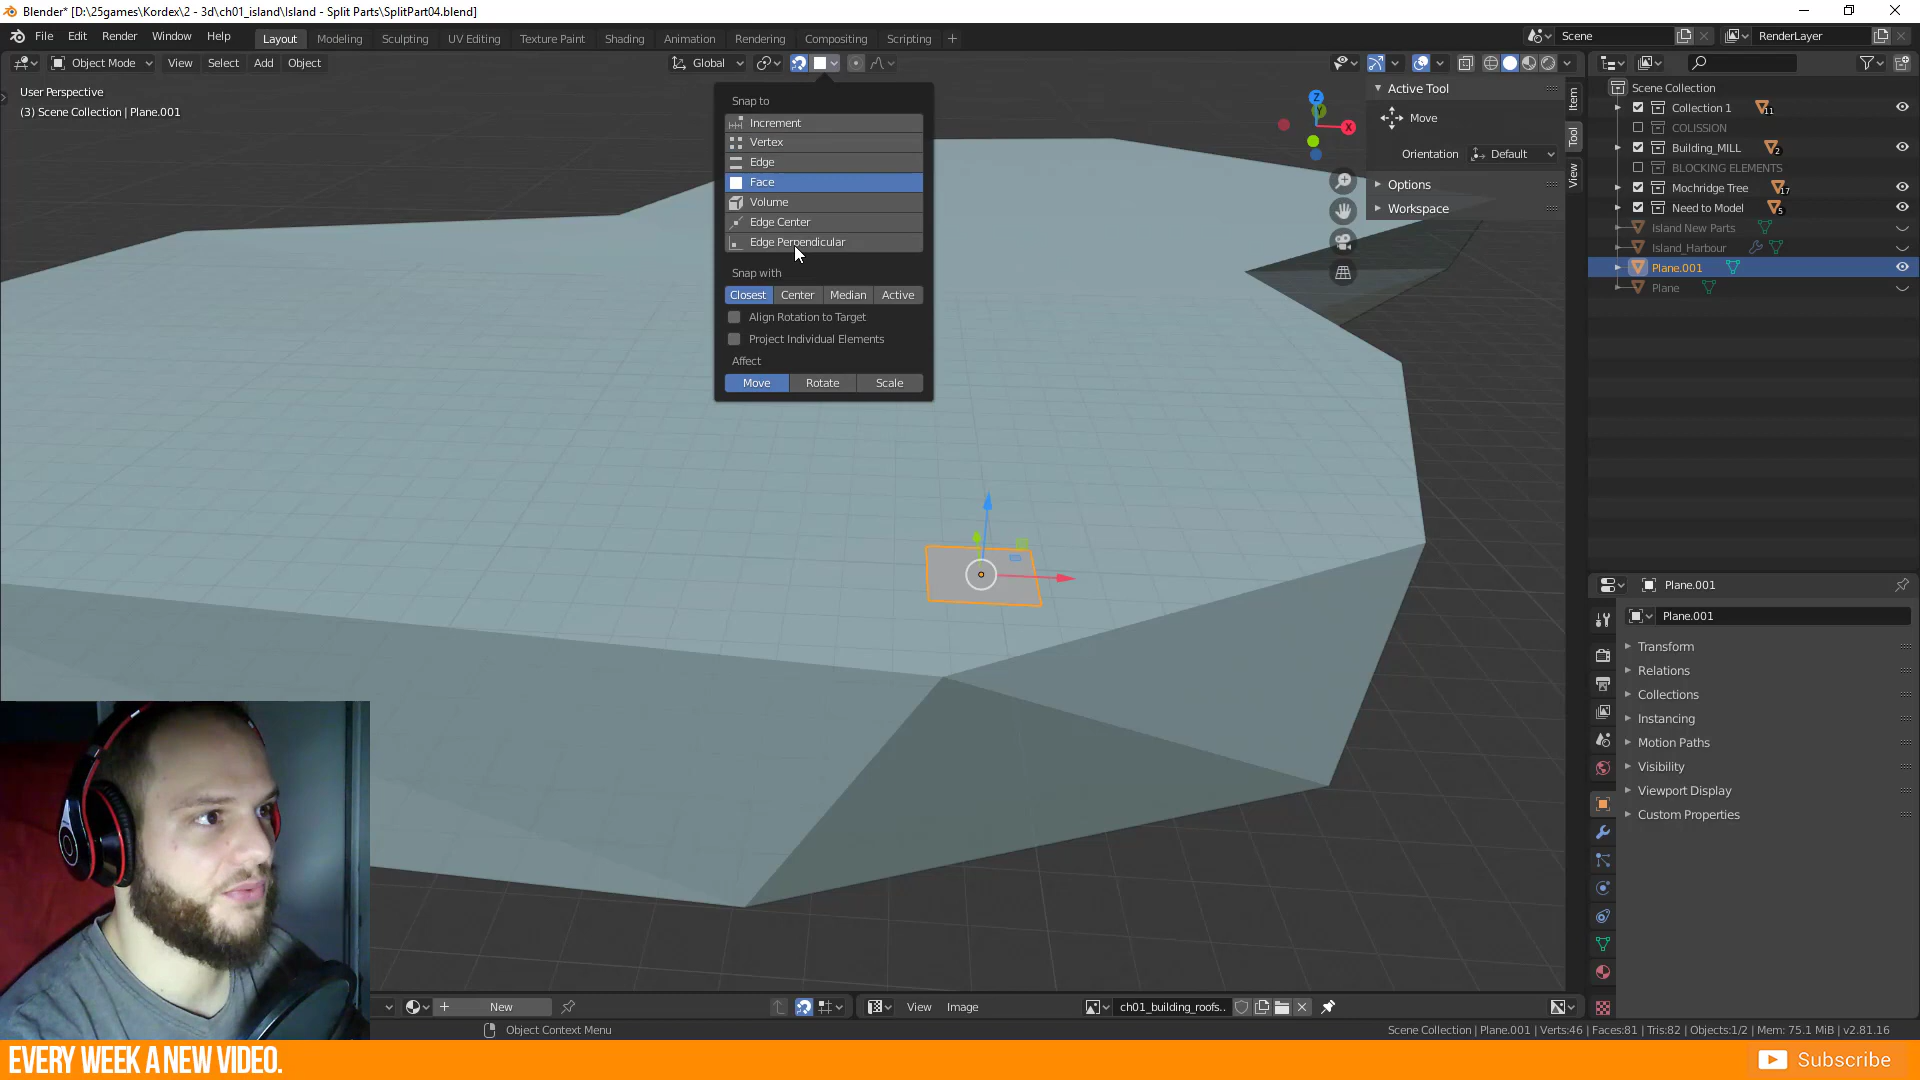 Blender* [D:\25games\Kordex\2 - 3d\ch01_island\Island - Split Parts\SplitPart04.blend]
File Edit Render Window Help Layout Modeling Sculpting UV Editing Texture Paint Shading Animation Rendering Compositing Scripting + Scene RenderLayer
Object Mode View Select Add Object Global
User Perspective
(3) Scene Collection | Plane.001
Snap to
Increment
Vertex
Edge
Face
Volume
Edge Center
Edge Perpendicular
Snap with
Closest Center Median Active
Align Rotation to Target
Project Individual Elements
Affect
Move Rotate Scale
Z
Y
X
Active Tool
Move
Orientation Default
Options
Workspace
Item
Tool
View
Scene Collection
Collection 1 11
COLISSION
Building_MILL 2
BLOCKING ELEMENTS
Mochridge Tree 17
Need to Model 5
Island New Parts
Island_Harbour
Plane.001
Plane
Plane.001
Plane.001
Transform
Relations
Collections
Instancing
Motion Paths
Visibility
Viewport Display
Custom Properties
+ New View Image ch01_building_roofs..
Object Context Menu
Scene Collection | Plane.001 | Verts:46 | Faces:81 | Tris:82 | Objects:1/2 | Mem: 75.1 MiB | v2.81.16
EVERY WEEK A NEW VIDEO.
Subscribe